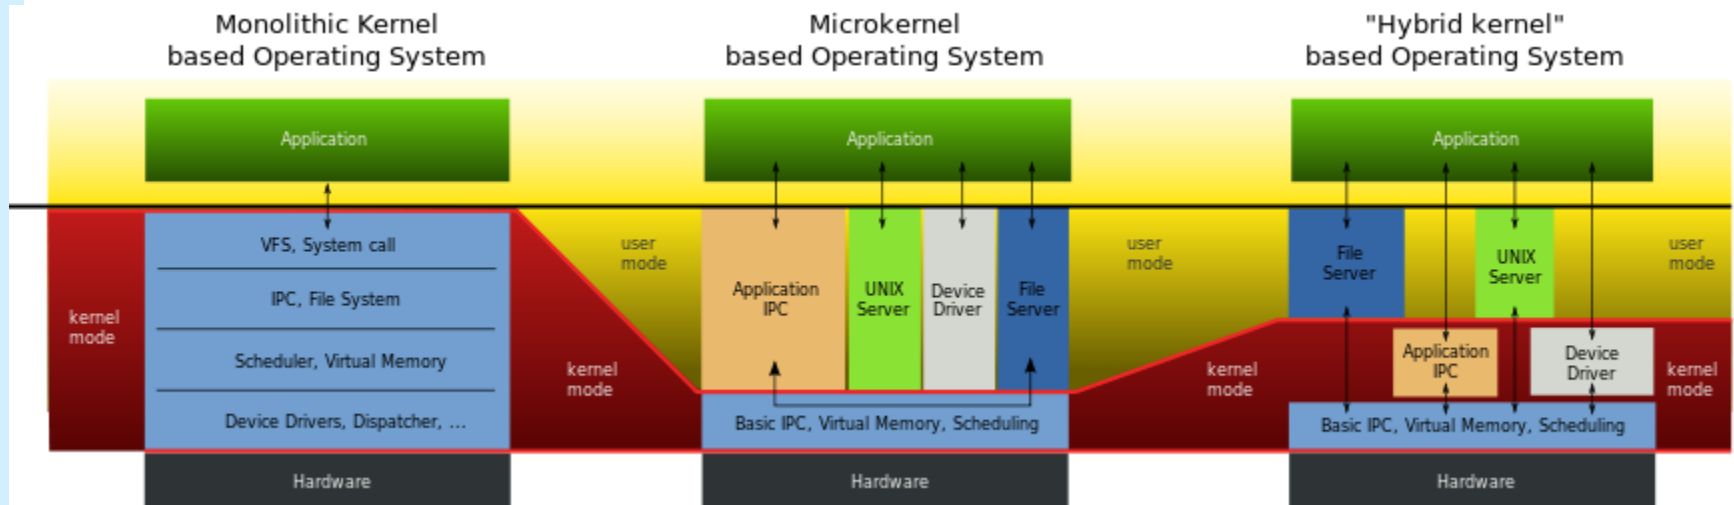 Monolithic Kernel
based Operating System
Application
VFS, System call
IPC, File System
Scheduler, Virtual Memory
Device Drivers, Dispatcher, ...
Hardware
kernel
mode
user
mode
kernel
mode
Microkernel
based Operating System
Application
Application
IPC
UNIX
Server
Device
Driver
File
Server
Basic IPC, Virtual Memory, Scheduling
Hardware
user
mode
kernel
mode
"Hybrid kernel"
based Operating System
Application
File
Server
UNIX
Server
Application
IPC
Device
Driver
Basic IPC, Virtual Memory, Scheduling
Hardware
user
mode
kernel
mode